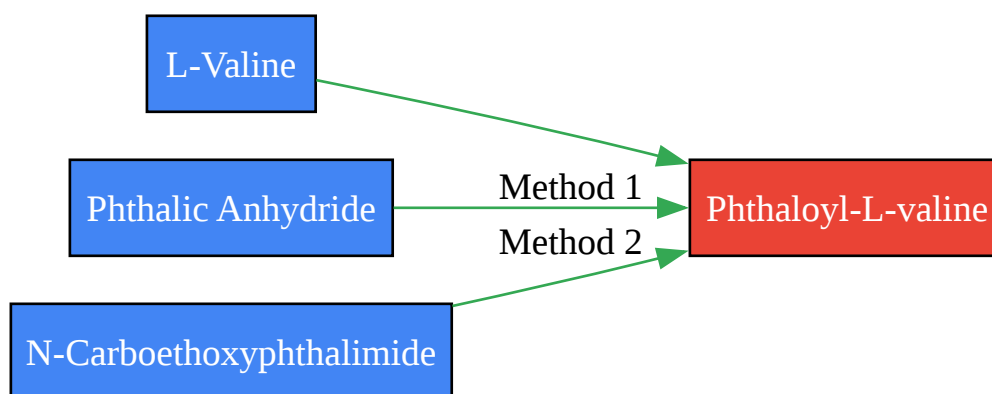 L-Valine
Phthalic Anhydride
Method 1
Phthaloyl-L-valine
Method 2
N-Carboethoxyphthalimide